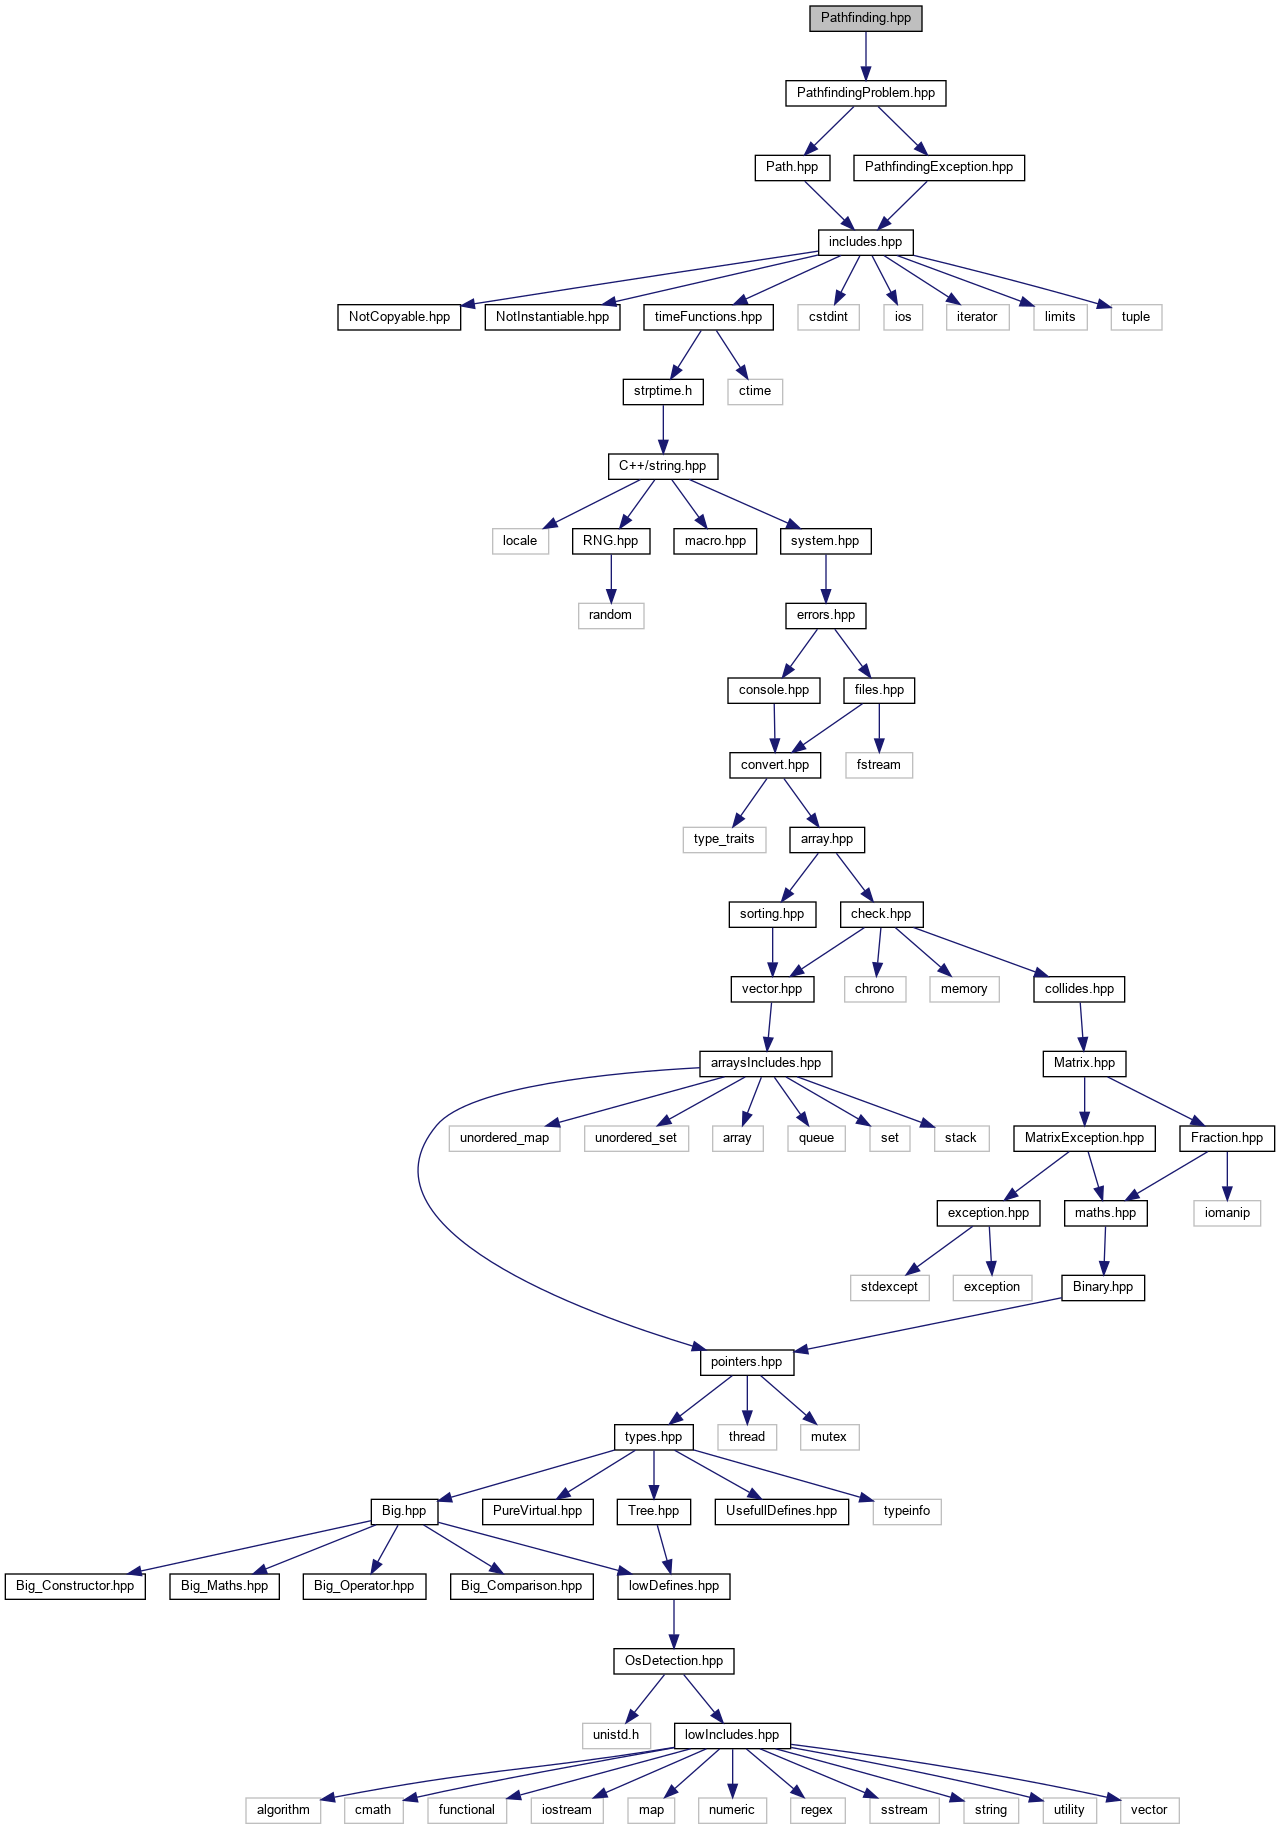 Pathfinding.hpp
PathfindingProblem.hpp
Path.hpp
PathfindingException.hpp
includes.hpp
NotCopyable.hpp
NotInstantiable.hpp
timeFunctions.hpp
cstdint
ios
iterator
limits
tuple
strptime.h
ctime
C++/string.hpp
locale
RNG.hpp
macro.hpp
system.hpp
random
errors.hpp
console.hpp
files.hpp
convert.hpp
fstream
type_traits
array.hpp
sorting.hpp
check.hpp
vector.hpp
chrono
memory
collides.hpp
arraysIncludes.hpp
Matrix.hpp
unordered_map
unordered_set
array
queue
set
stack
MatrixException.hpp
Fraction.hpp
exception.hpp
maths.hpp
iomanip
stdexcept
exception
Binary.hpp
pointers.hpp
types.hpp
thread
mutex
Big.hpp
PureVirtual.hpp
Tree.hpp
UsefullDefines.hpp
typeinfo
Big_Constructor.hpp
Big_Maths.hpp
Big_Operator.hpp
Big_Comparison.hpp
lowDefines.hpp
OsDetection.hpp
unistd.h
lowIncludes.hpp
algorithm
cmath
functional
iostream
map
numeric
regex
sstream
string
utility
vector